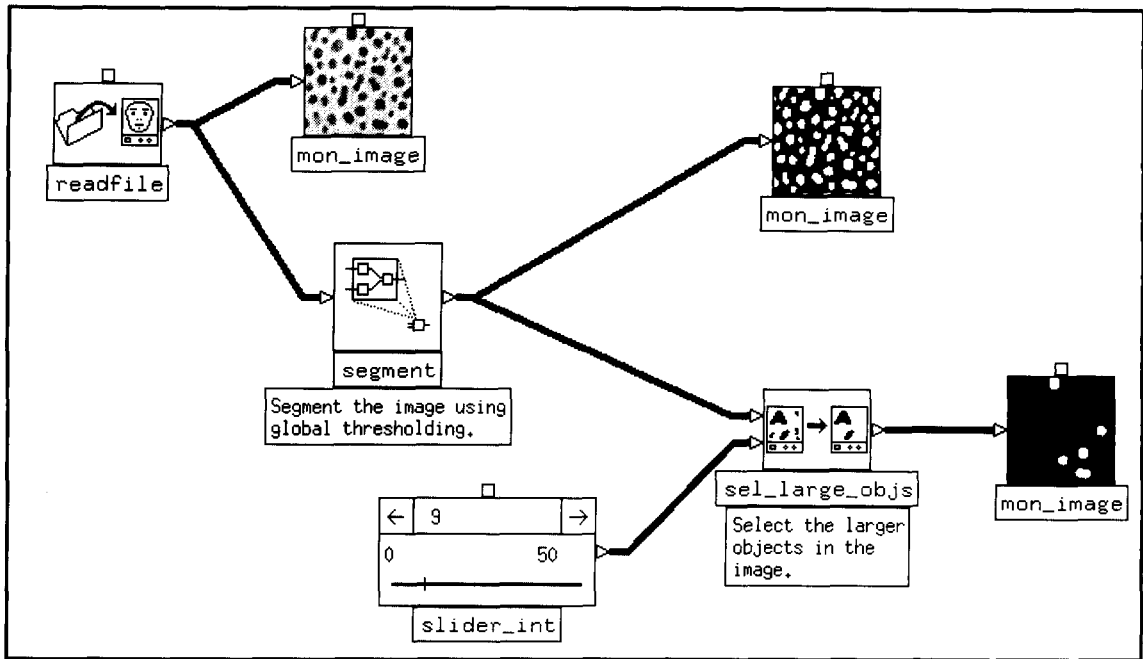 mon_image
readfile
mon_image
segment
Segment the image using
global thresholding.
sel_large_objs
Select the larger
objects in the
image.
mon_image
← 9 →
0 50
slider_int